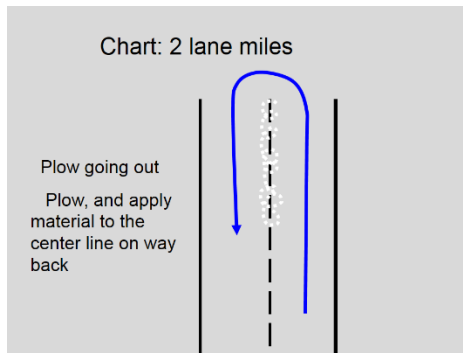 Chart: 2 lane miles
Plow going out
Plow, and apply
material to the
center line on way
back